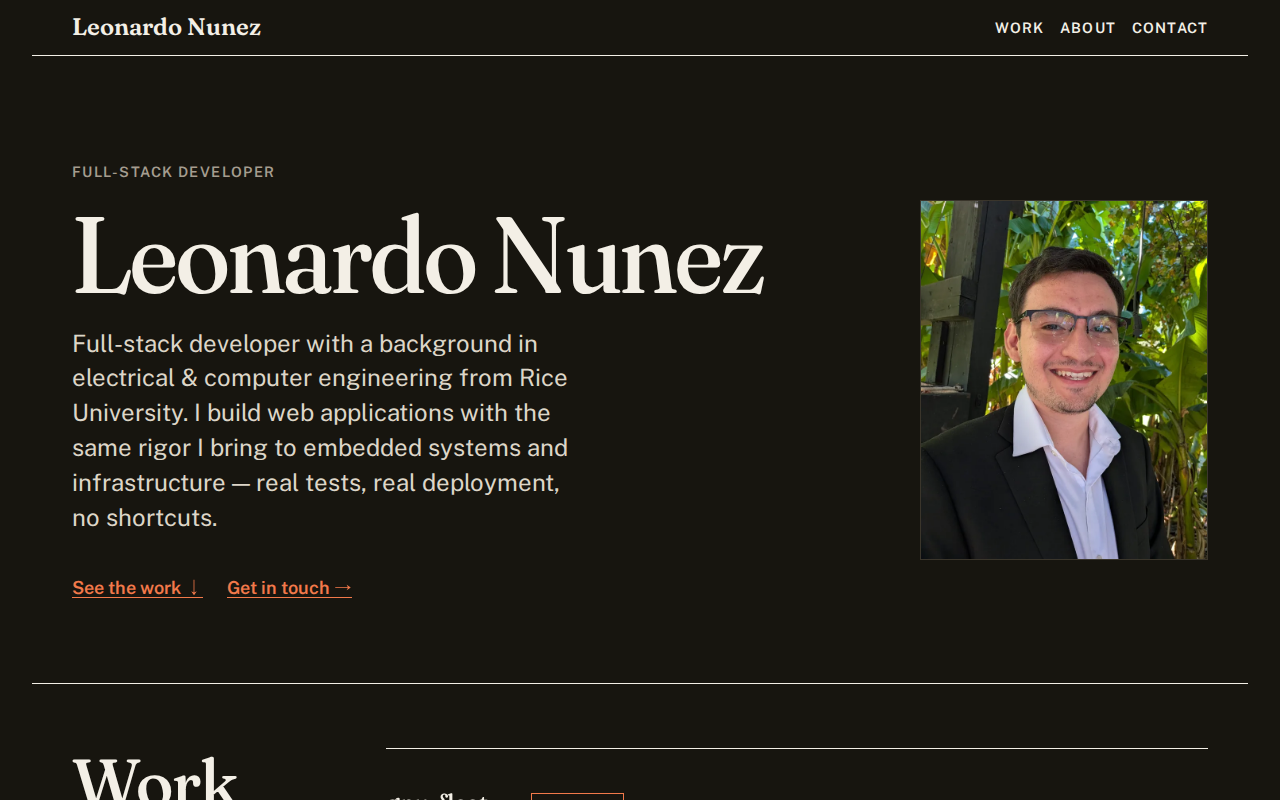 Leonardo Nunez
WORK ABOUT CONTACT
FULL-STACK DEVELOPER
Leonardo Nunez
Full-stack developer with a background in
electrical & computer engineering from Rice
University. I build web applications with the
same rigor I bring to embedded systems and
infrastructure — real tests, real deployment,
no shortcuts.
See the work ↓ Get in touch →
Work